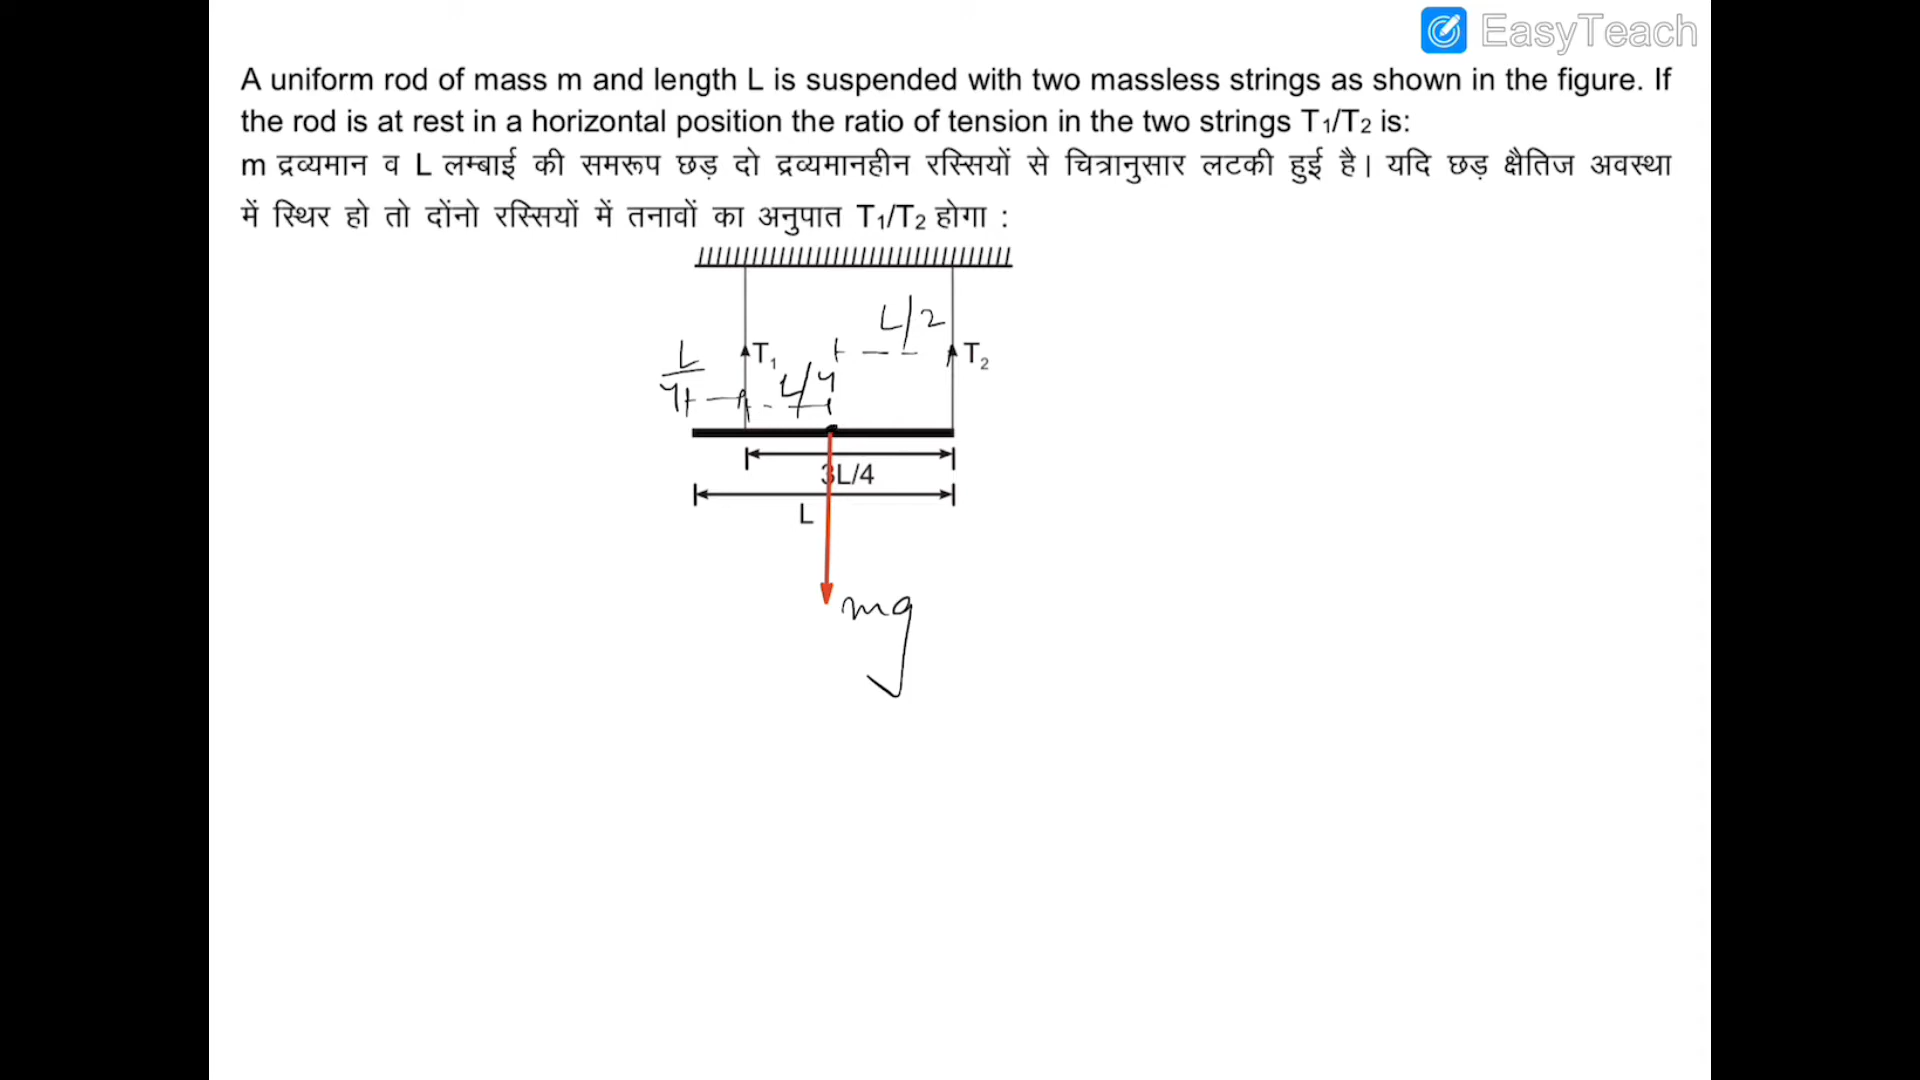 EasyTeach
A uniform rod of mass m and length L is suspended with two massless strings as shown in the figure. If
the rod is at rest in a horizontal position the ratio of tension in the two strings T1/T2 is:
m द्रव्यमान व L लम्बाई की समरूप छड़ दो द्रव्यमानहीन रस्सियों से चित्रानुसार लटकी हुई है। यदि छड़ क्षैतिज अवस्था
में स्थिर हो तो दोंनो रस्सियों में तनावों का अनुपात T1/T2 होगा :
L/2
T1
T2
L/4
L/4
3L/4
L
mg